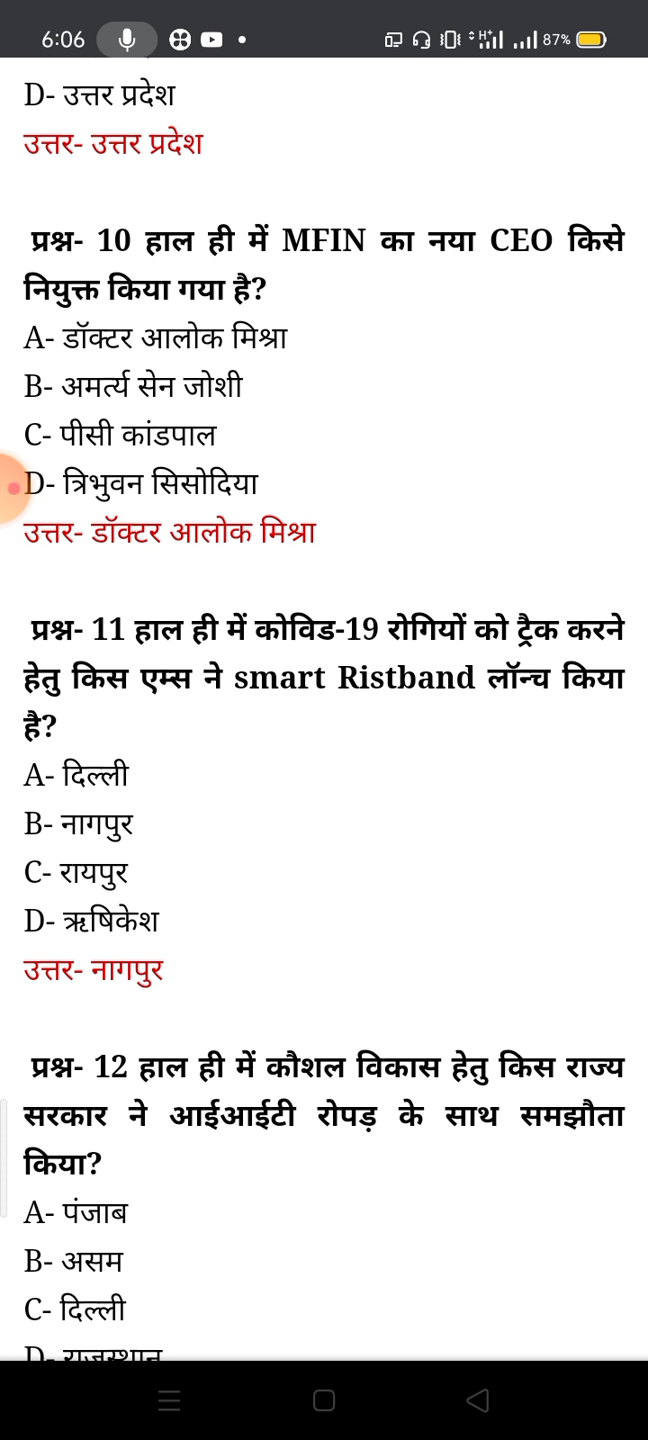 6:06
87%
D- उत्तर प्रदेश
उत्तर- उत्तर प्रदेश
प्रश्न- 10 हाल ही में MFIN का नया CEO किसे
नियुक्त किया गया है?
A- डॉक्टर आलोक मिश्रा
B- अमर्त्य सेन जोशी
C- पीसी कांडपाल
D- त्रिभुवन सिसोदिया
उत्तर- डॉक्टर आलोक मिश्रा
प्रश्न- 11 हाल ही में कोविड-19 रोगियों को ट्रैक करने
हेतु किस एम्स ने smart Ristband लॉन्च किया
है?
A- दिल्ली
B- नागपुर
C- रायपुर
D- ऋषिकेश
उत्तर- नागपुर
प्रश्न- 12 हाल ही में कौशल विकास हेतु किस राज्य
सरकार ने आईआईटी रोपड़ के साथ समझौता
किया?
A- पंजाब
B- असम
C- दिल्ली
D- राजस्थान